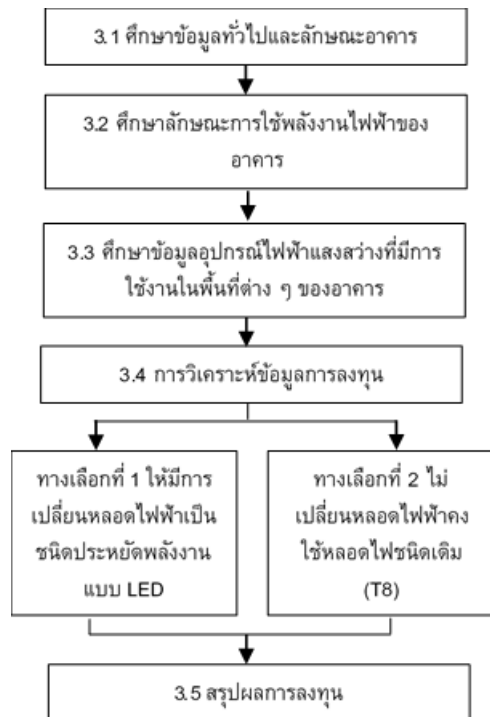 3.1 ศึกษาข้อมูลทั่วไปและลักษณะอาคาร
3.2 ศึกษาลักษณะการใช้พลังงานไฟฟ้าของ
อาคาร
3.3 ศึกษาข้อมูลอุปกรณ์ไฟฟ้าแสงสว่างที่มีการ
ใช้งานในพื้นที่ต่าง ๆ ของอาคาร
3.4 การวิเคราะห์ข้อมูลการลงทุน
ทางเลือกที่ 1 ให้มีการ
เปลี่ยนหลอดไฟฟ้าเป็น
ชนิดประหยัดพลังงาน
แบบ LED
ทางเลือกที่ 2 ไม่
เปลี่ยนหลอดไฟฟ้าคง
ใช้หลอดไฟชนิดเดิม
(T8)
3.5 สรุปผลการลงทุน